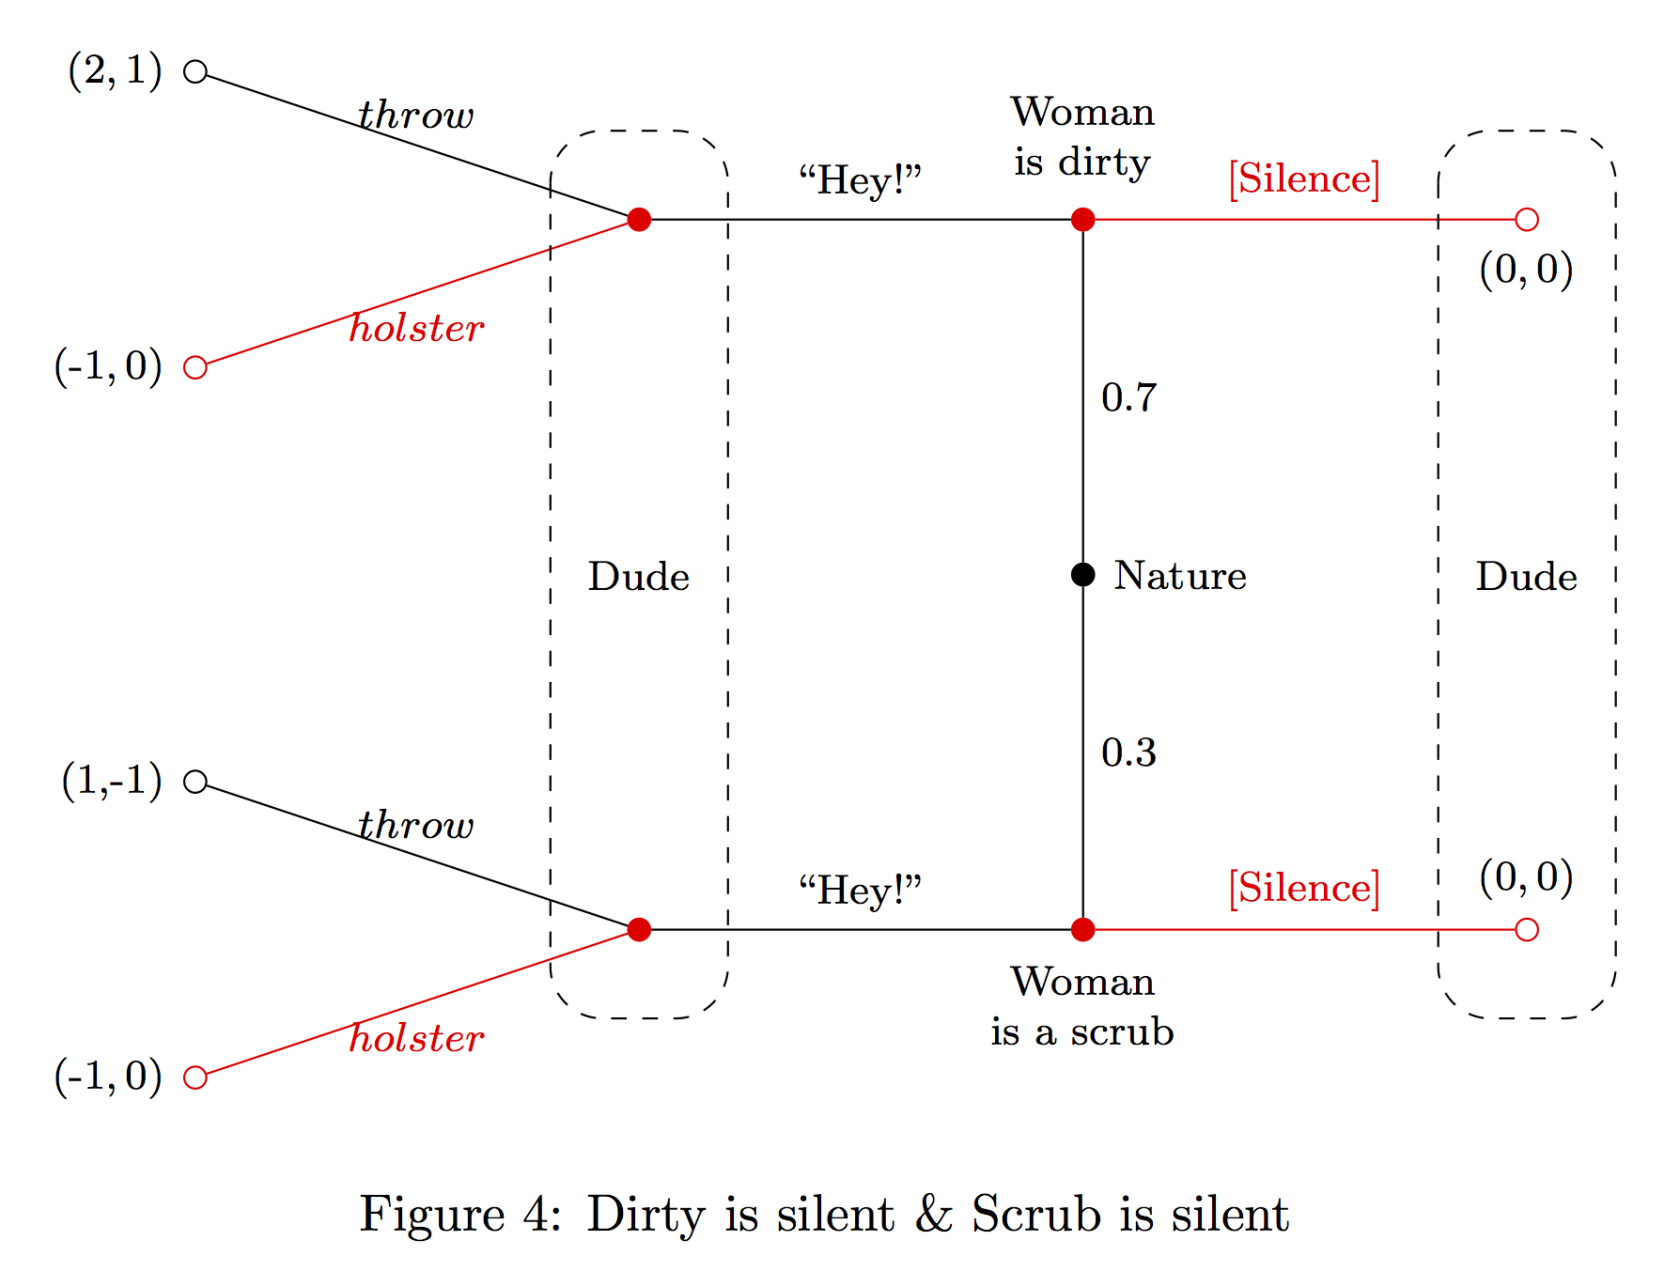 (2, 1)
throw
Woman
is dirty
“Hey!”
[Silence]
(0, 0)
holster
(-1, 0)
0.7
Dude
Nature
Dude
0.3
(1,-1)
throw
“Hey!”
[Silence]
(0, 0)
Woman
is a scrub
holster
(-1, 0)
Figure 4: Dirty is silent & Scrub is silent